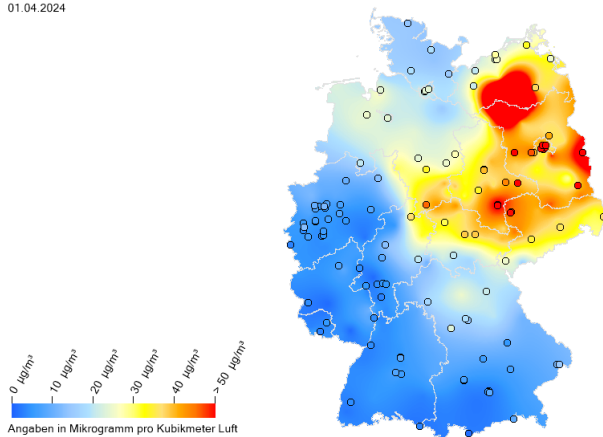 01.04.2024
0 µg/m³
10 µg/m³
20 µg/m³
30 µg/m³
40 µg/m³
> 50 µg/m³
Angaben in Mikrogramm pro Kubikmeter Luft